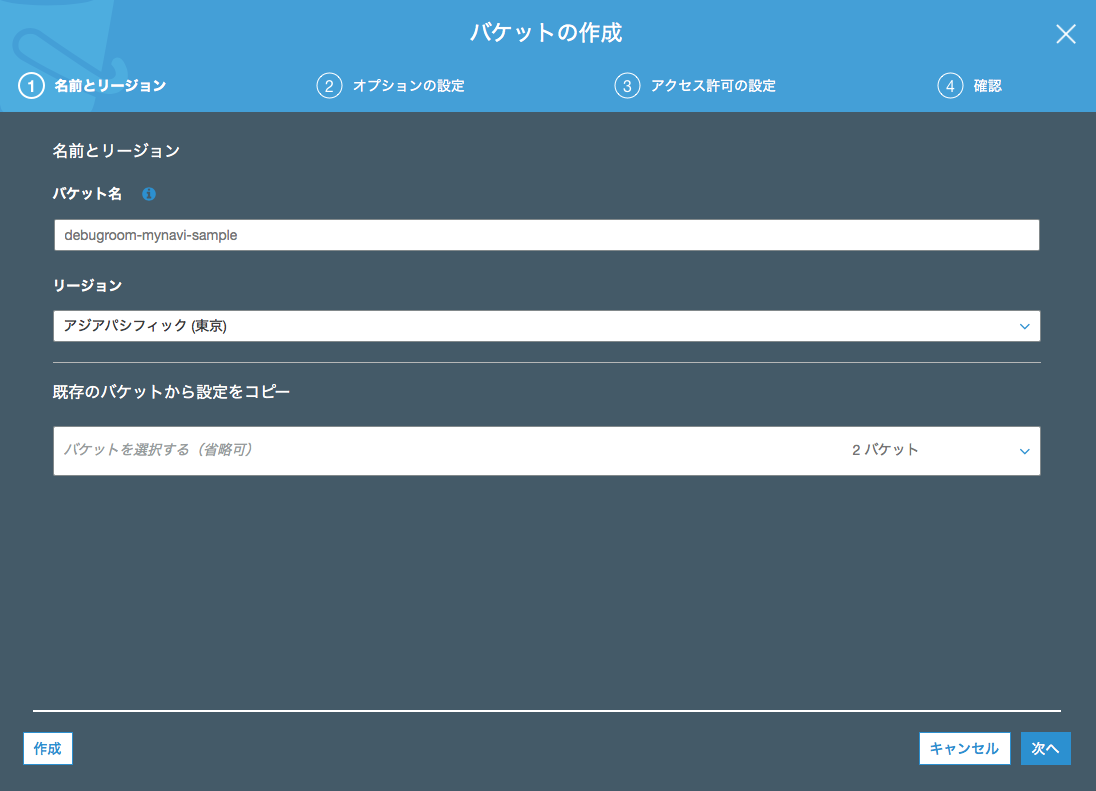 バケットの作成
1 名前とリージョン
2 オプションの設定
3 アクセス許可の設定
4 確認
名前とリージョン
バケット名
debugroom-mynavi-sample
リージョン
アジアパシフィック (東京)
既存のバケットから設定をコピー
バケットを選択する（省略可） 2 バケット
作成 キャンセル 次へ